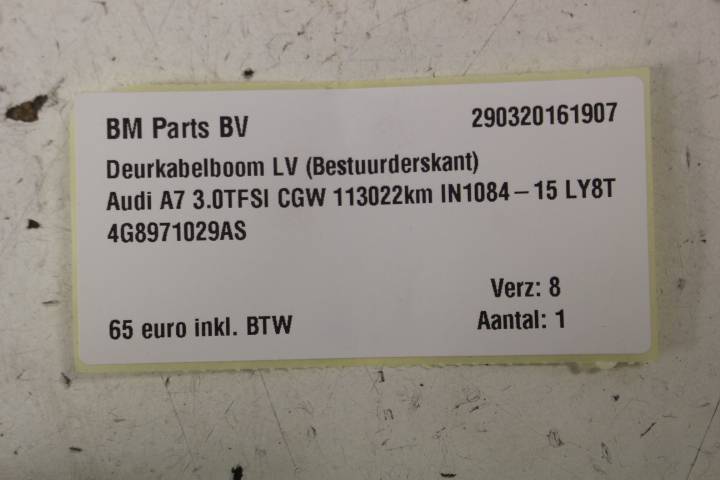 BM Parts BV 290320161907
Deurkabelboom LV (Bestuurderskant)
Audi A7 3.0TFSI CGW 113022km IN1084-15 LY8T
4G8971029AS
Verz: 8
65 euro inkl. BTW Aantal: 1